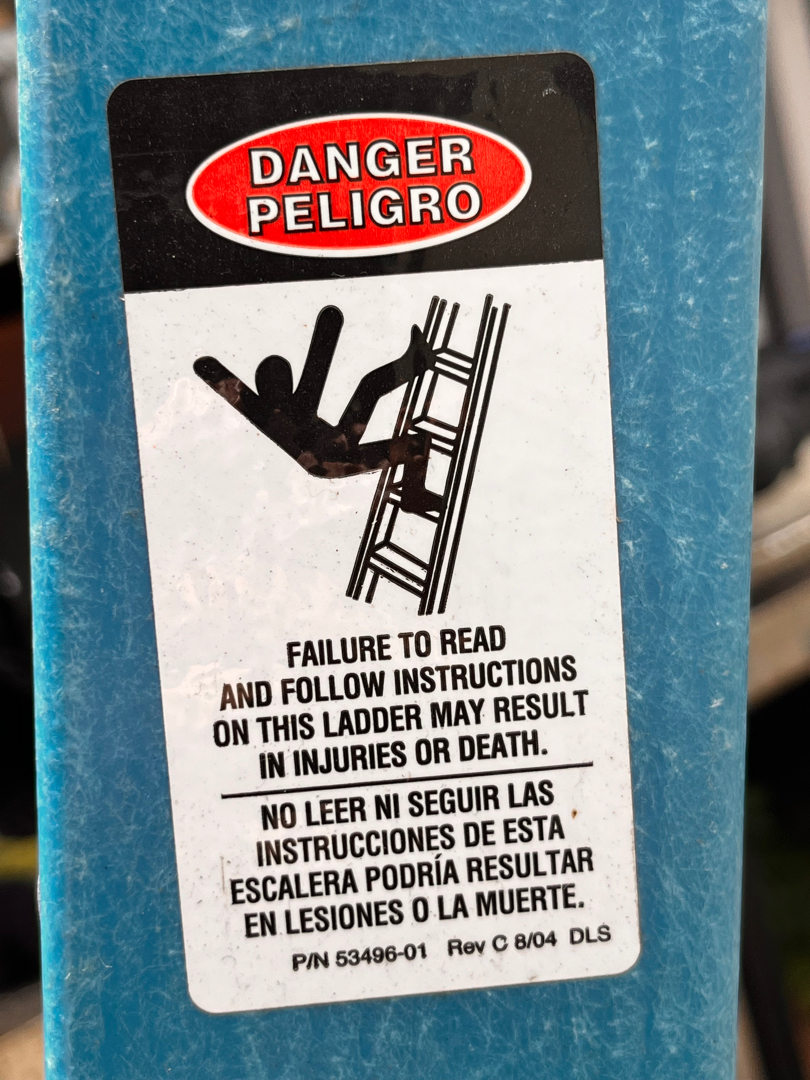 DANGER
PELIGRO
FAILURE TO READ
AND FOLLOW INSTRUCTIONS
ON THIS LADDER MAY RESULT
IN INJURIES OR DEATH.
NO LEER NI SEGUIR LAS
INSTRUCCIONES DE ESTA
ESCALERA PODRÍA RESULTAR
EN LESIONES O LA MUERTE.
P/N 53496-01 Rev C 8/04 DLS